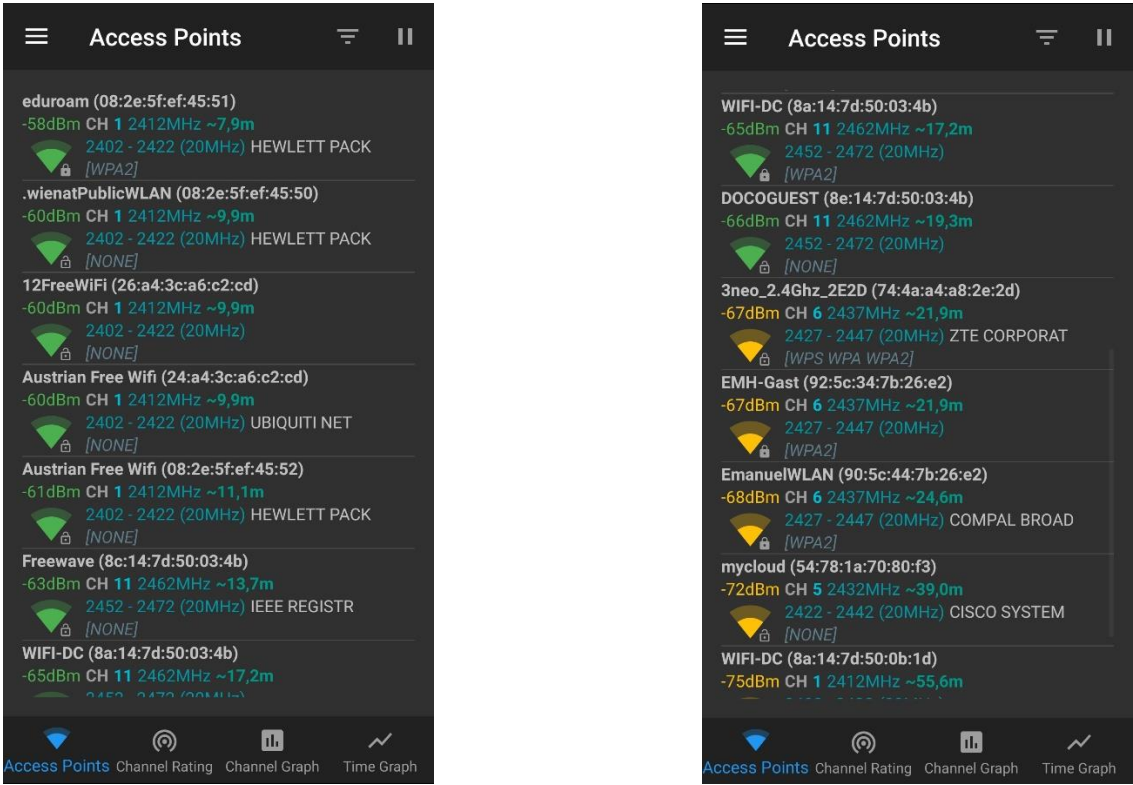 Access Points
eduroam (08:2e:5f:ef:45:51)
-58dBm CH 1 2412MHz ~7,9m
2402 - 2422 (20MHz) HEWLETT PACK
[WPA2]
.wienatPublicWLAN (08:2e:5f:ef:45:50)
-60dBm CH 1 2412MHz ~9,9m
2402 - 2422 (20MHz) HEWLETT PACK
[NONE]
12FreeWiFi (26:a4:3c:a6:c2:cd)
-60dBm CH 1 2412MHz ~9,9m
2402 - 2422 (20MHz)
[NONE]
Austrian Free Wifi (24:a4:3c:a6:c2:cd)
-60dBm CH 1 2412MHz ~9,9m
2402 - 2422 (20MHz) UBIQUITI NET
[NONE]
Austrian Free Wifi (08:2e:5f:ef:45:52)
-61dBm CH 1 2412MHz ~11,1m
2402 - 2422 (20MHz) HEWLETT PACK
[NONE]
Freewave (8c:14:7d:50:03:4b)
-63dBm CH 11 2462MHz ~13,7m
2452 - 2472 (20MHz) IEEE REGISTR
[NONE]
WIFI-DC (8a:14:7d:50:03:4b)
-65dBm CH 11 2462MHz ~17,2m
Access Points Channel Rating Channel Graph Time Graph
Access Points
WIFI-DC (8a:14:7d:50:03:4b)
-65dBm CH 11 2462MHz ~17,2m
2452 - 2472 (20MHz)
[WPA2]
DOCOGUEST (8e:14:7d:50:03:4b)
-66dBm CH 11 2462MHz ~19,3m
2452 - 2472 (20MHz)
[NONE]
3neo_2.4Ghz_2E2D (74:4a:a4:a8:2e:2d)
-67dBm CH 6 2437MHz ~21,9m
2427 - 2447 (20MHz) ZTE CORPORAT
[WPS WPA WPA2]
EMH-Gast (92:5c:34:7b:26:e2)
-67dBm CH 6 2437MHz ~21,9m
2427 - 2447 (20MHz)
[WPA2]
EmanuelWLAN (90:5c:44:7b:26:e2)
-68dBm CH 6 2437MHz ~24,6m
2427 - 2447 (20MHz) COMPAL BROAD
[WPA2]
mycloud (54:78:1a:70:80:f3)
-72dBm CH 5 2432MHz ~39,0m
2422 - 2442 (20MHz) CISCO SYSTEM
[NONE]
WIFI-DC (8a:14:7d:50:0b:1d)
-75dBm CH 1 2412MHz ~55,6m
Access Points Channel Rating Channel Graph Time Graph